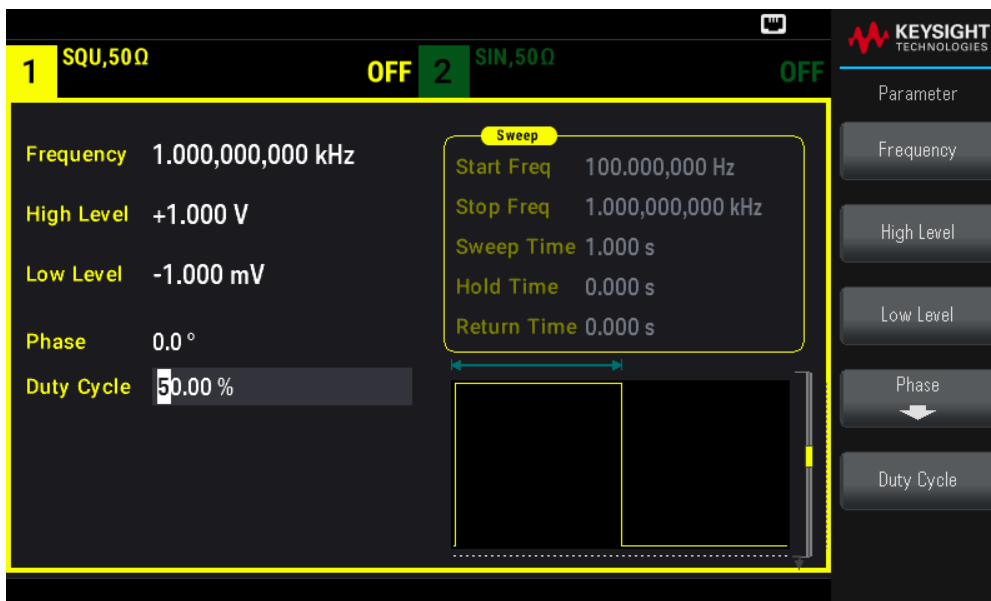 KEYSIGHT
TECHNOLOGIES
1 SQU,50Ω OFF
2 SIN,50Ω OFF
Frequency 1.000,000,000 kHz
High Level +1.000 V
Low Level -1.000 mV
Phase 0.0 °
Duty Cycle 50.00 %
Sweep
Start Freq 100.000,000 Hz
Stop Freq 1.000,000,000 kHz
Sweep Time 1.000 s
Hold Time 0.000 s
Return Time 0.000 s
Parameter
Frequency
High Level
Low Level
Phase
Duty Cycle